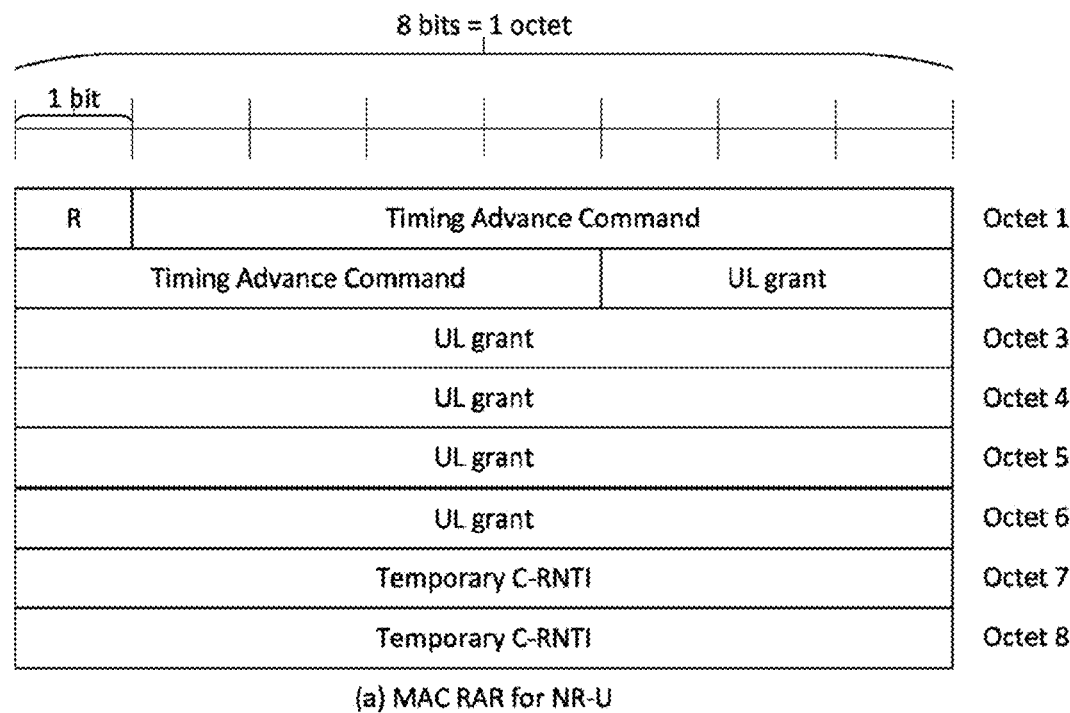 8 bits = 1 octet
1 bit
R Timing Advance Command Octet 1
Timing Advance Command UL grant Octet 2
UL grant Octet 3
UL grant Octet 4
UL grant Octet 5
UL grant Octet 6
Temporary C-RNTI Octet 7
Temporary C-RNTI Octet 8
(a) MAC RAR for NR-U